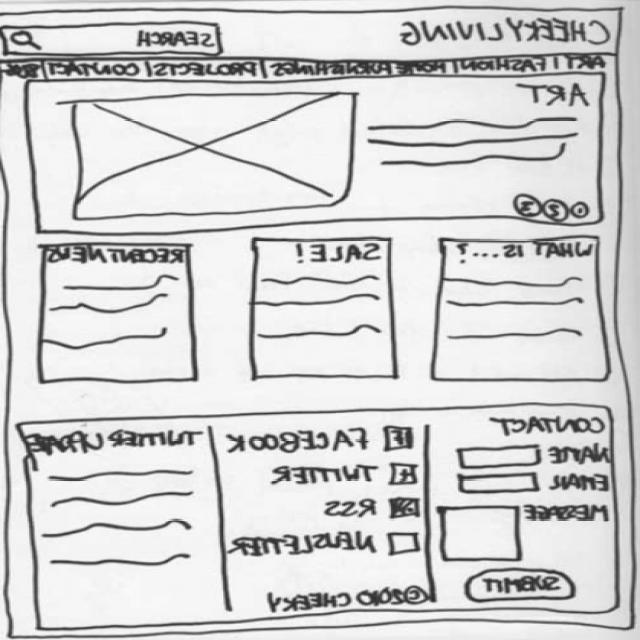 CHEEKYLIVING
SEARCH
ART | FASHION | HOME FURNISHINGS | PROJECTS | CONTACT |
ART
1 2 3
WHAT IS...?
SALE!
RECENT NEWS
CONTACT
NAME
EMAIL
MESSAGE
SUBMIT
FACEBOOK
TWITTER
RSS
NEWSLETTER
©2010 CHEEKY
TWITTER UPDATE